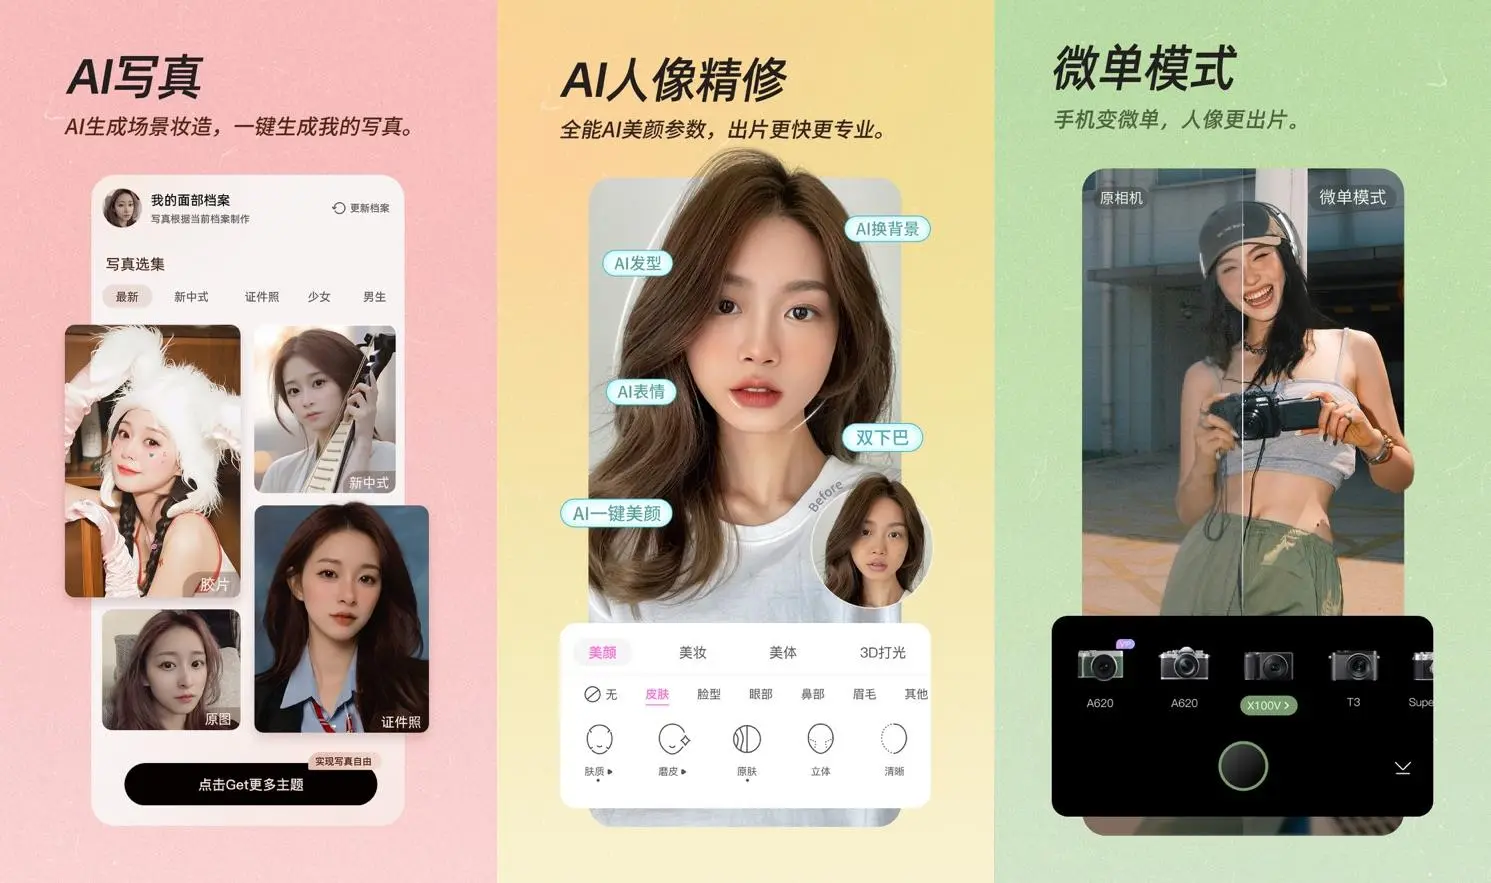 AI写真
AI生成场景妆造，一键生成我的写真。
我的面部档案
写真根据当前档案制作
更新档案
写真选集
最新
新中式
证件照
少女
男生
胶片
新中式
原图
证件照
实现写真自由
点击Get更多主题
AI人像精修
全能AI美颜参数，出片更快更专业。
AI换背景
AI发型
AI表情
双下巴
Before
AI一键美颜
美颜
美妆
美体
3D打光
无
皮肤
脸型
眼部
鼻部
眉毛
其他
肤质
磨皮
原肤
立体
清晰
微单模式
手机变微单，人像更出片。
原相机
微单模式
VIP
A620
A620
X100V
T3
Supe